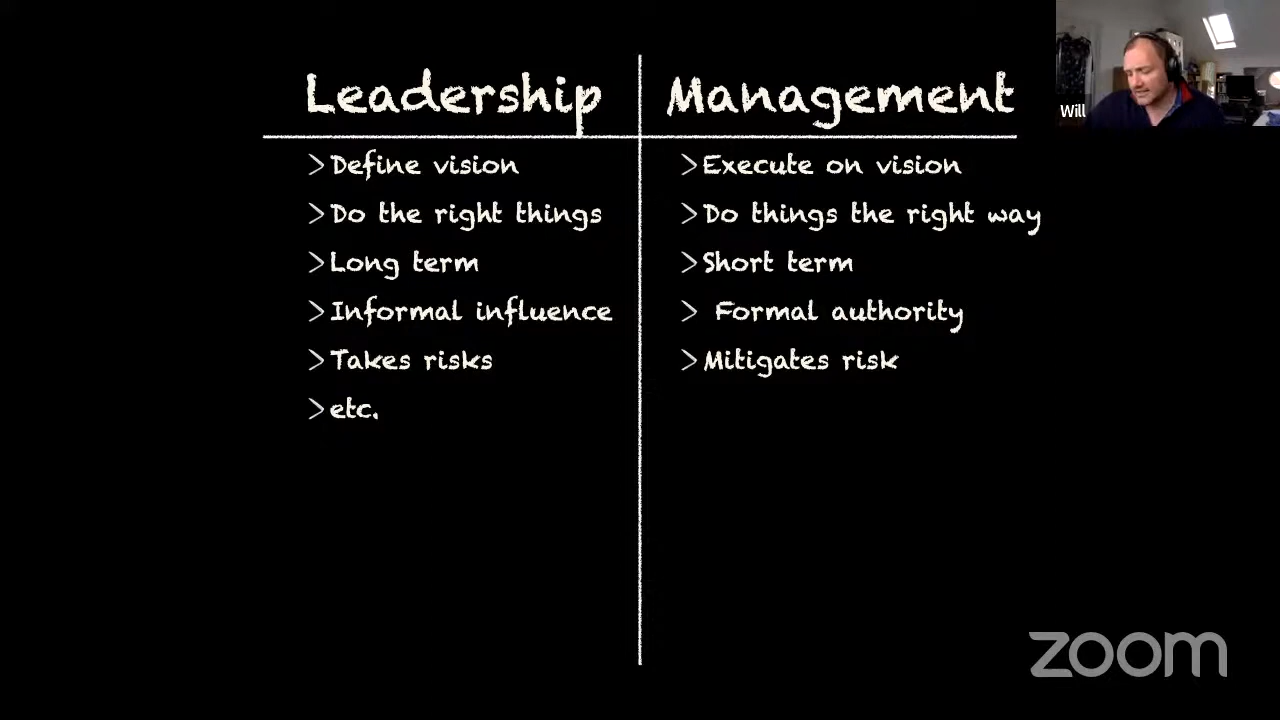 Leadership
Management
>Define vision
>Do the right things
>Long term
>Informal influence
>Takes risks
>etc.
>Execute on vision
>Do things the right way
>Short term
> Formal authority
>Mitigates risk
Will
zoom